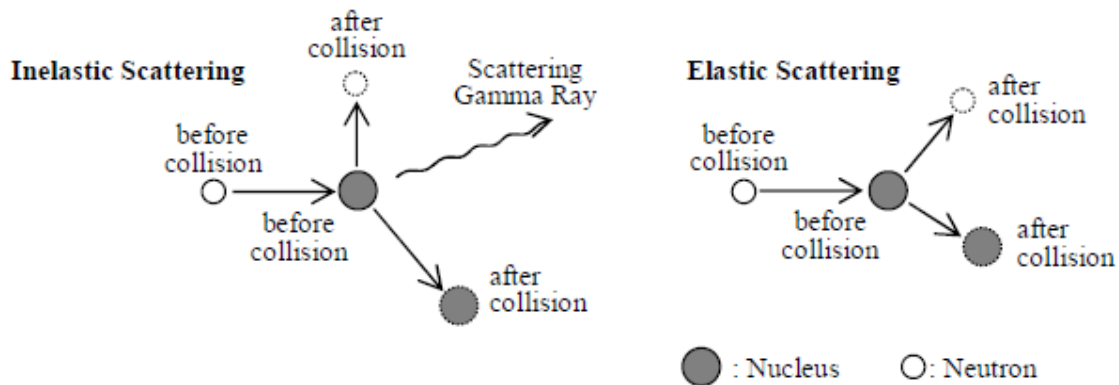 Inelastic Scattering
after
collision
Scattering
Gamma Ray
before
collision
before
collision
after
collision
Elastic Scattering
after
collision
before
collision
before
collision
after
collision
: Nucleus
: Neutron